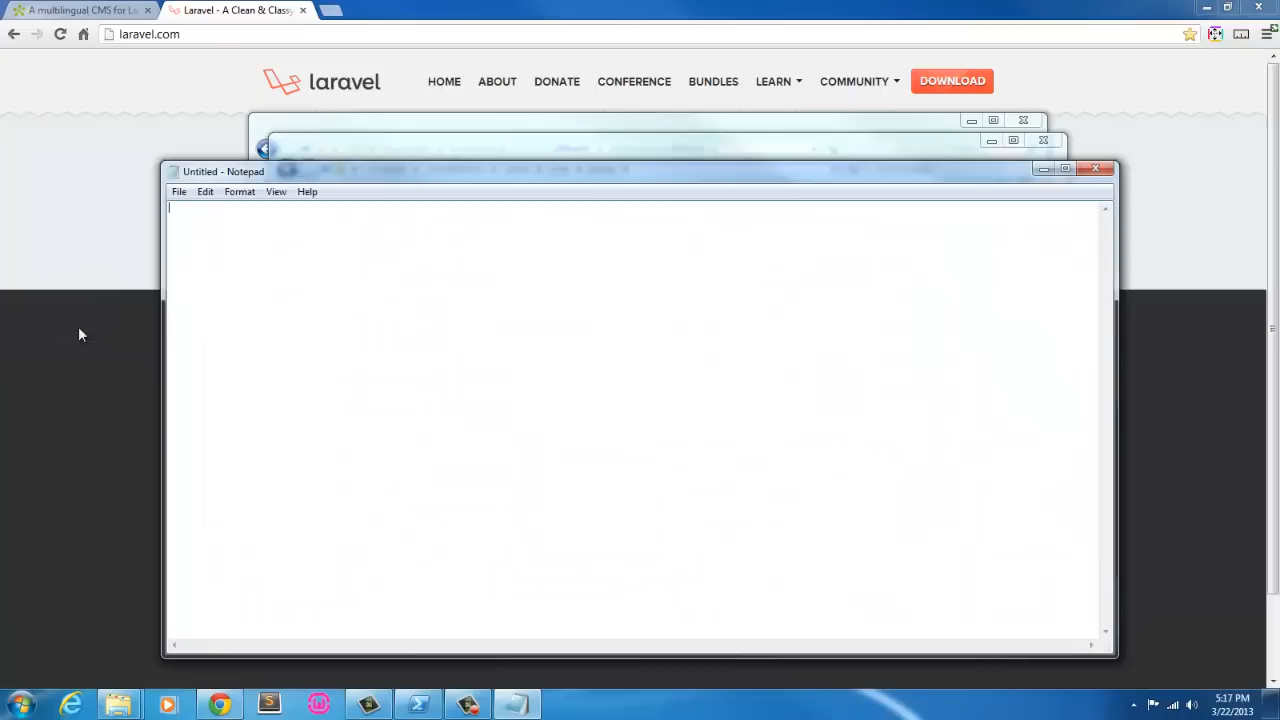 A multilingual CMS for La
Laravel - A Clean & Classy
laravel.com
laravel
HOME ABOUT DONATE CONFERENCE BUNDLES LEARN COMMUNITY DOWNLOAD
Untitled - Notepad
File Edit Format View Help
5:17 PM
3/22/2013